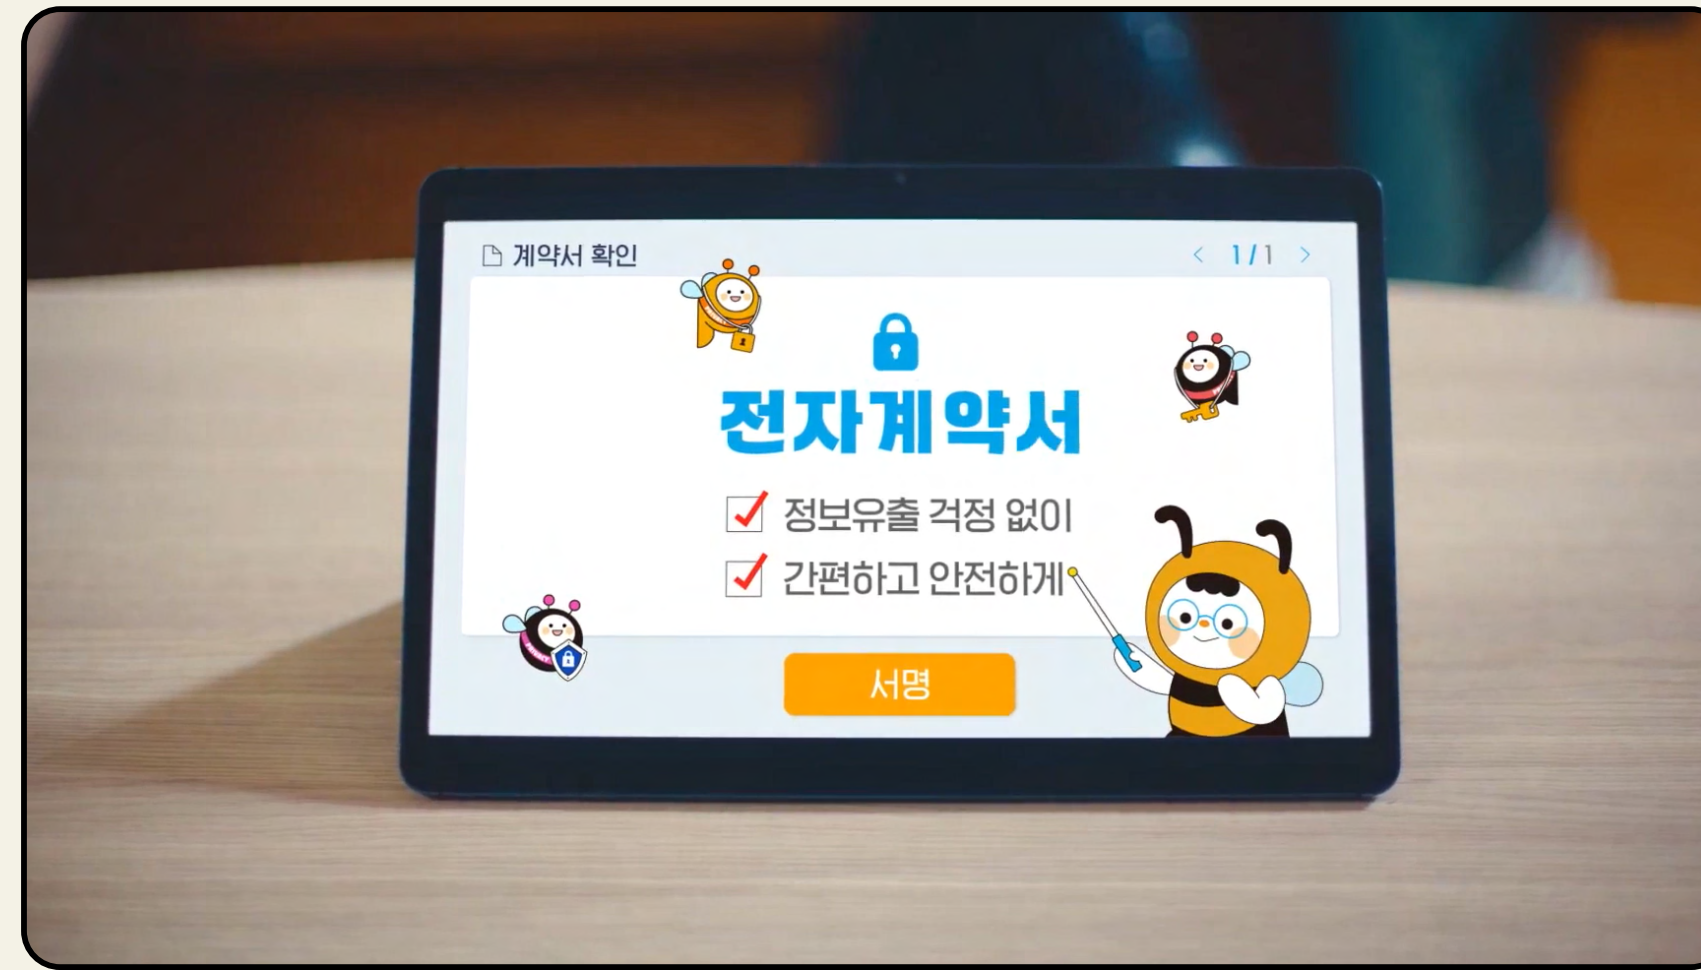 계약서 확인
< 1/1 >
전자계약서
정보유출 걱정 없이
간편하고 안전하게
서명